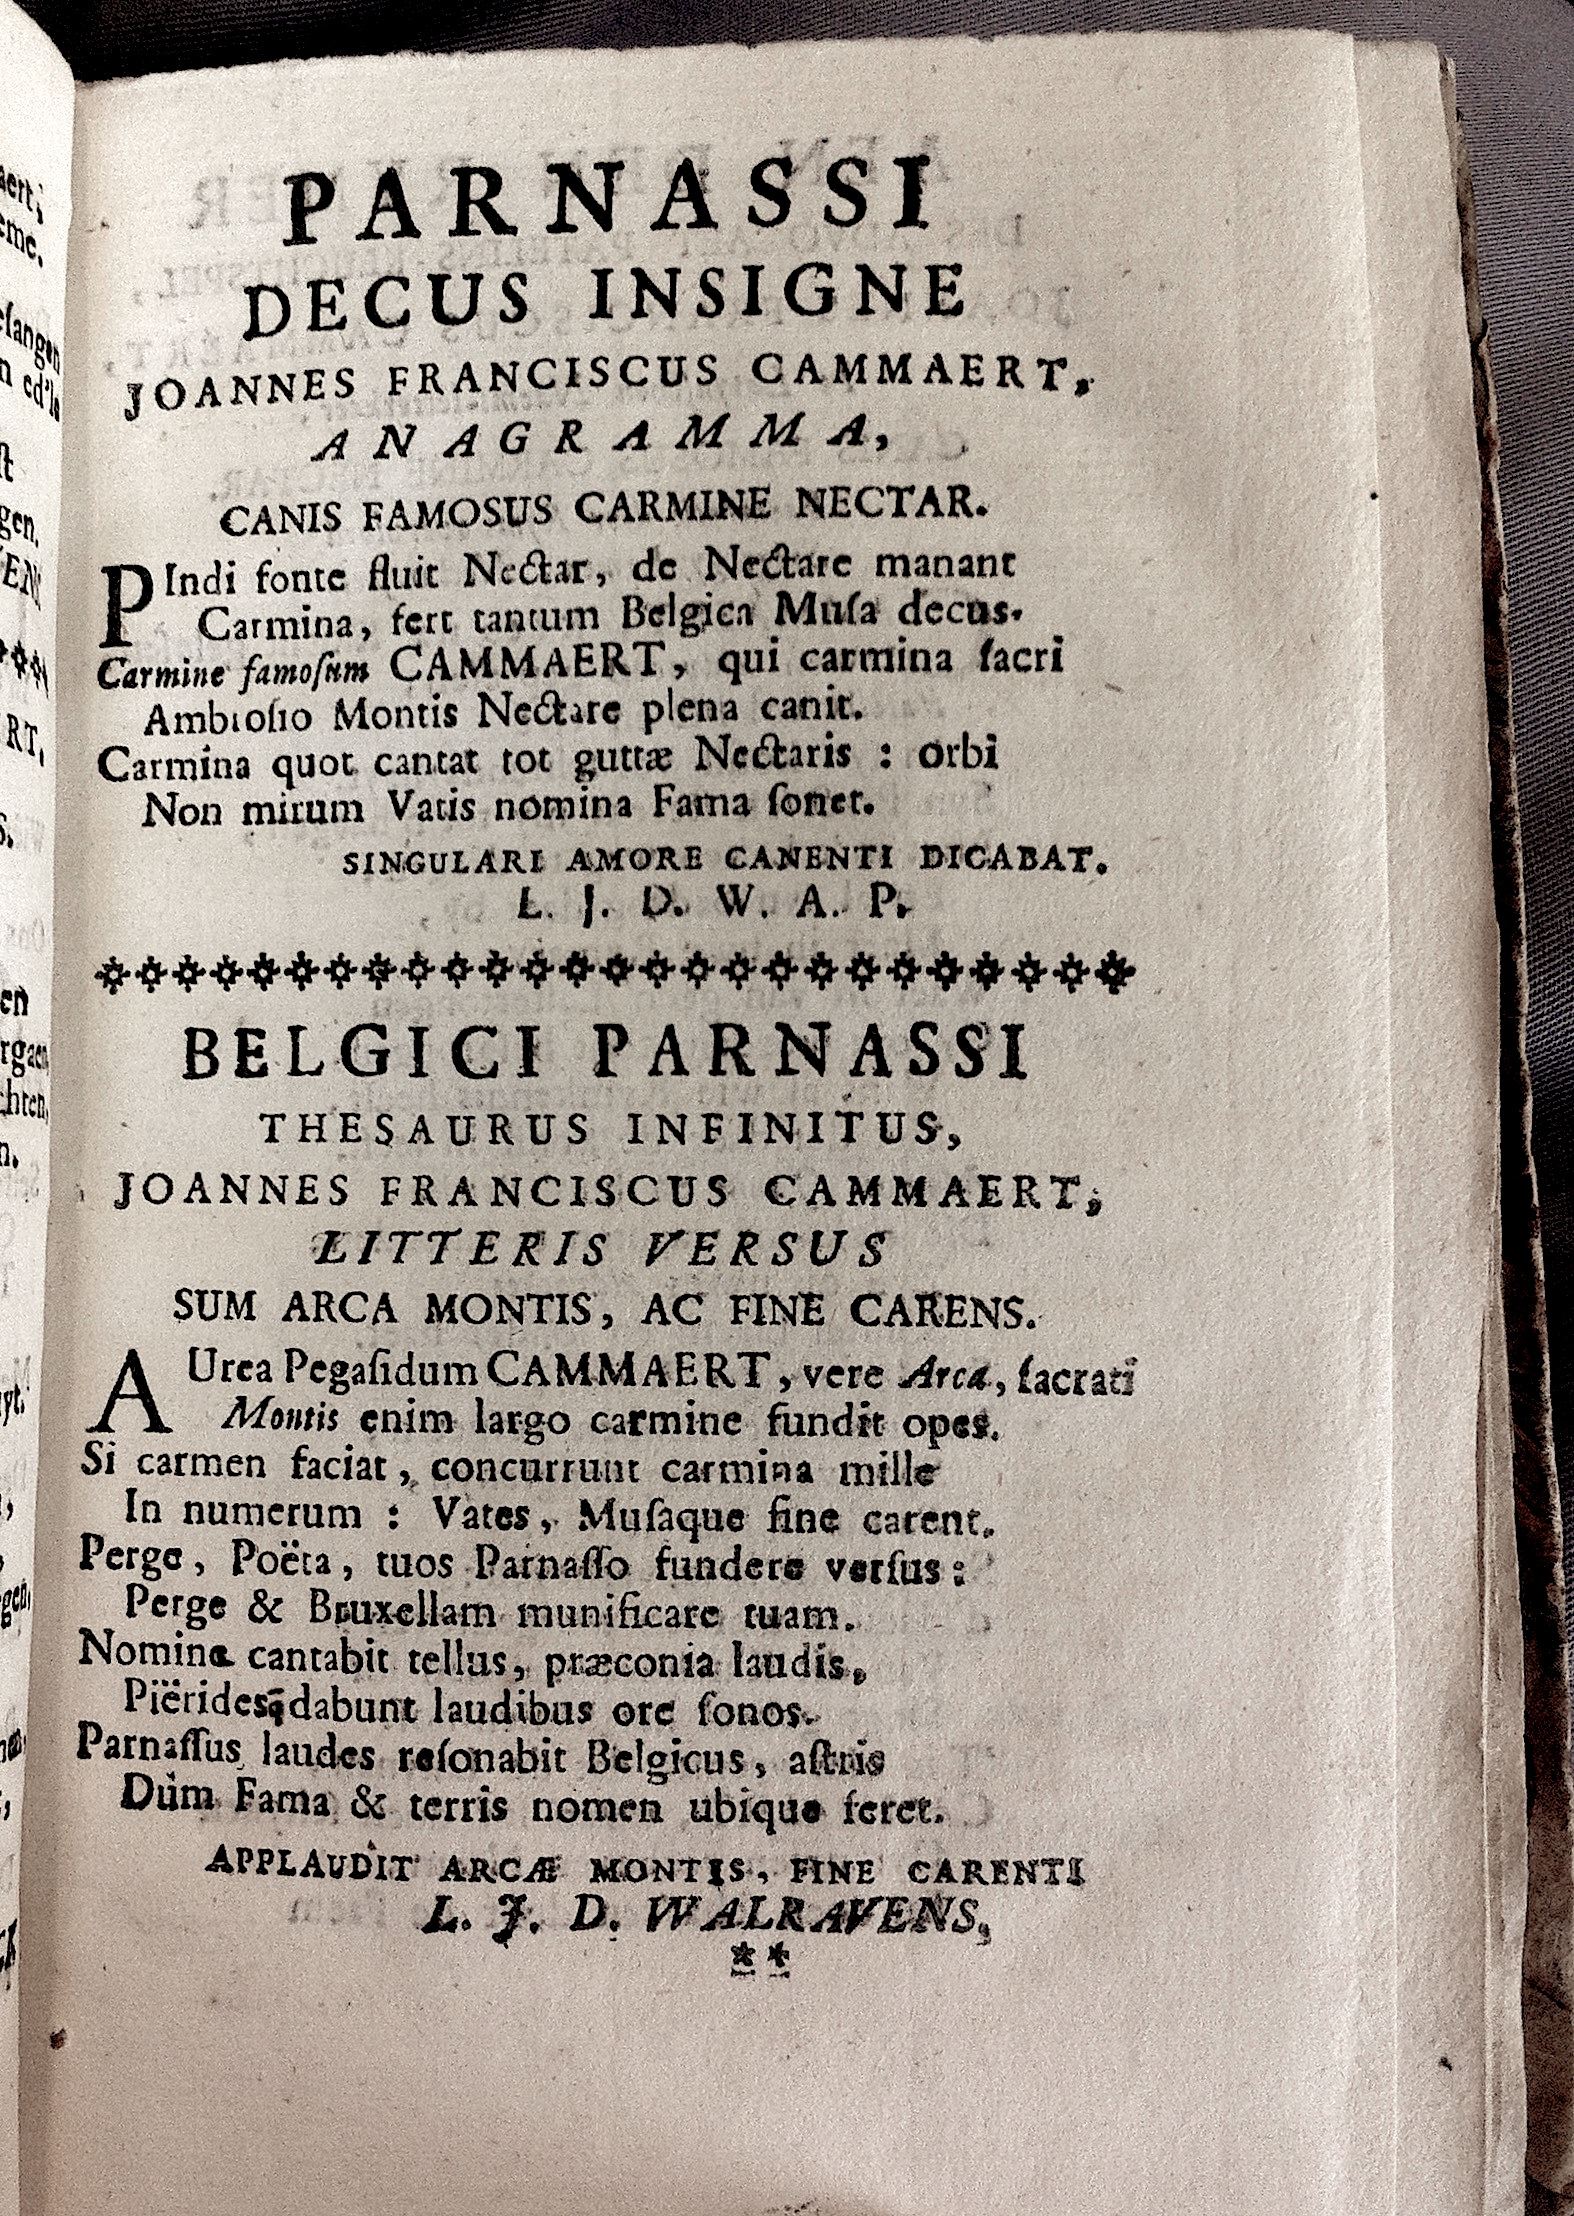 PARNASSI
DECUS INSIGNE
JOANNES FRANCISCUS CAMMAERT,
ANAGRAMMA,
CANIS FAMOSUS CARMINE NECTAR.
PIndi fonte fluit Nectar, de Nectare manant
Carmina, fert tantum Belgica Muſa decus.
Carmine famoſum CAMMAERT, qui carmina ſacri
Ambroſio Montis Nectare plena canit.
Carmina quot cantat tot guttæ Nectaris : orbi
Non mirum Vatis nomina Fama ſonet.
SINGULARI AMORE CANENTI DICABAT.
L. J. D. W. A. P.
BELGICI PARNASSI
THESAURUS INFINITUS,
JOANNES FRANCISCUS CAMMAERT,
LITTERIS VERSUS
SUM ARCA MONTIS, AC FINE CARENS.
AUrea Pegaſidum CAMMAERT, vere Arca, ſacrati
Montis enim largo carmine fundit opes.
Si carmen faciat, concurrunt carmina mille
In numerum : Vates, Muſaque fine carent.
Perge, Poëta, tuos Parnaſſo fundere verſus :
Perge & Bruxellam munificare tuam.
Nomina cantabit tellus, præconia laudis,
Piëridesq̃ dabunt laudibus ore ſonos.
Parnaſſus laudes reſonabit Belgicus, aſtris
Dùm Fama & terris nomen ubique feret.
APPLAUDIT ARCÆ MONTIS, FINE CARENTI
L. J. D. WALRAVENS,
**